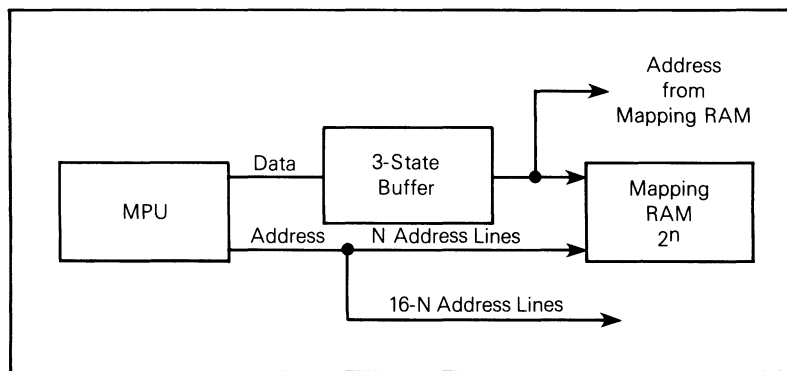 Address
from
Mapping RAM
Data
3-State
Buffer
MPU
Mapping
RAM
2ⁿ
Address
N Address Lines
16-N Address Lines